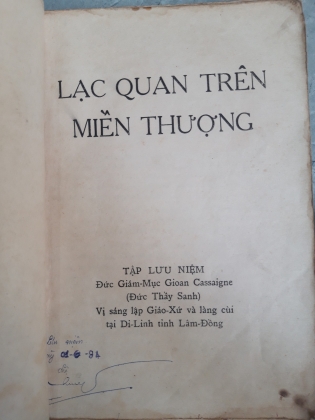 LẠC QUAN TRÊN
MIỀN THƯỢNG
TẬP LƯU NIỆM
Đức Giám-Mục Gioan Cassaigne
(Đức Thầy Sanh)
Vị sáng lập Giáo-Xứ và làng cùi
tại Di-Linh tỉnh Lâm-Đồng